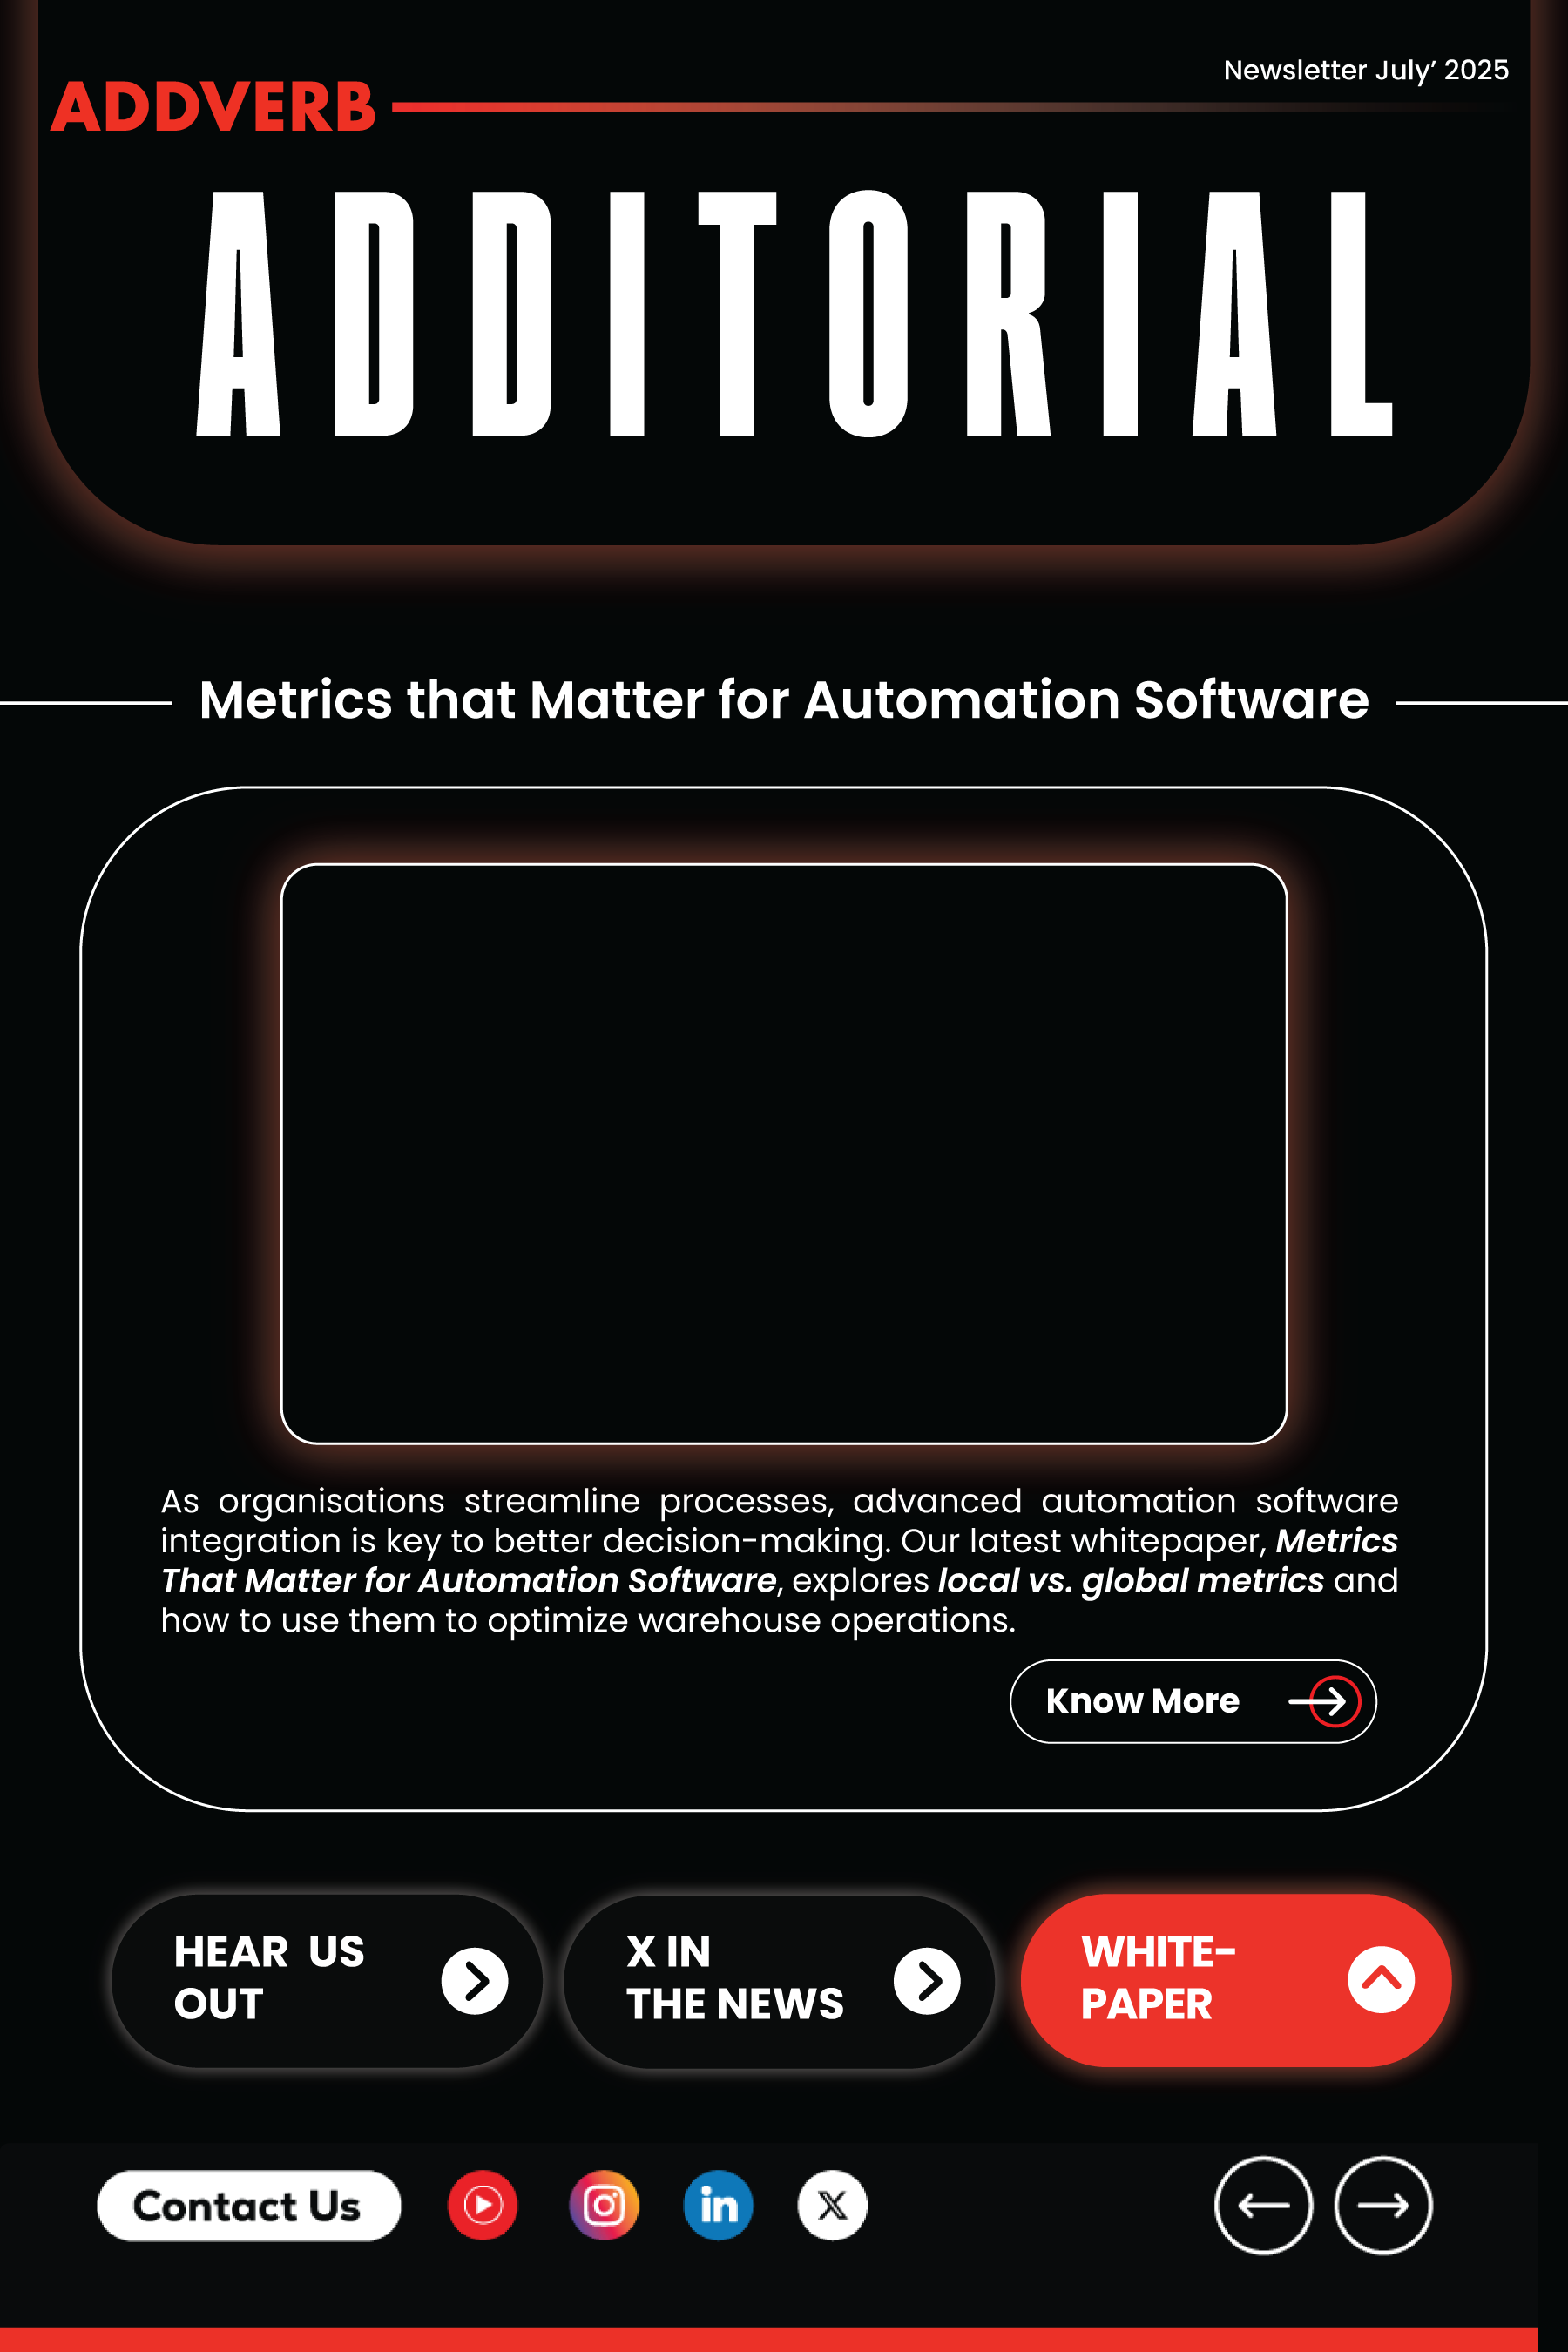 Newsletter July’ 2025
ADDVERB
ADDITORIAL
Metrics that Matter for Automation Software
As organisations streamline processes, advanced automation software
integration is key to better decision-making. Our latest whitepaper, Metrics
That Matter for Automation Software, explores local vs. global metrics and
how to use them to optimize warehouse operations.
Know More
HEAR US
OUT
X IN
THE NEWS
WHITE-
PAPER
Contact Us
in
X